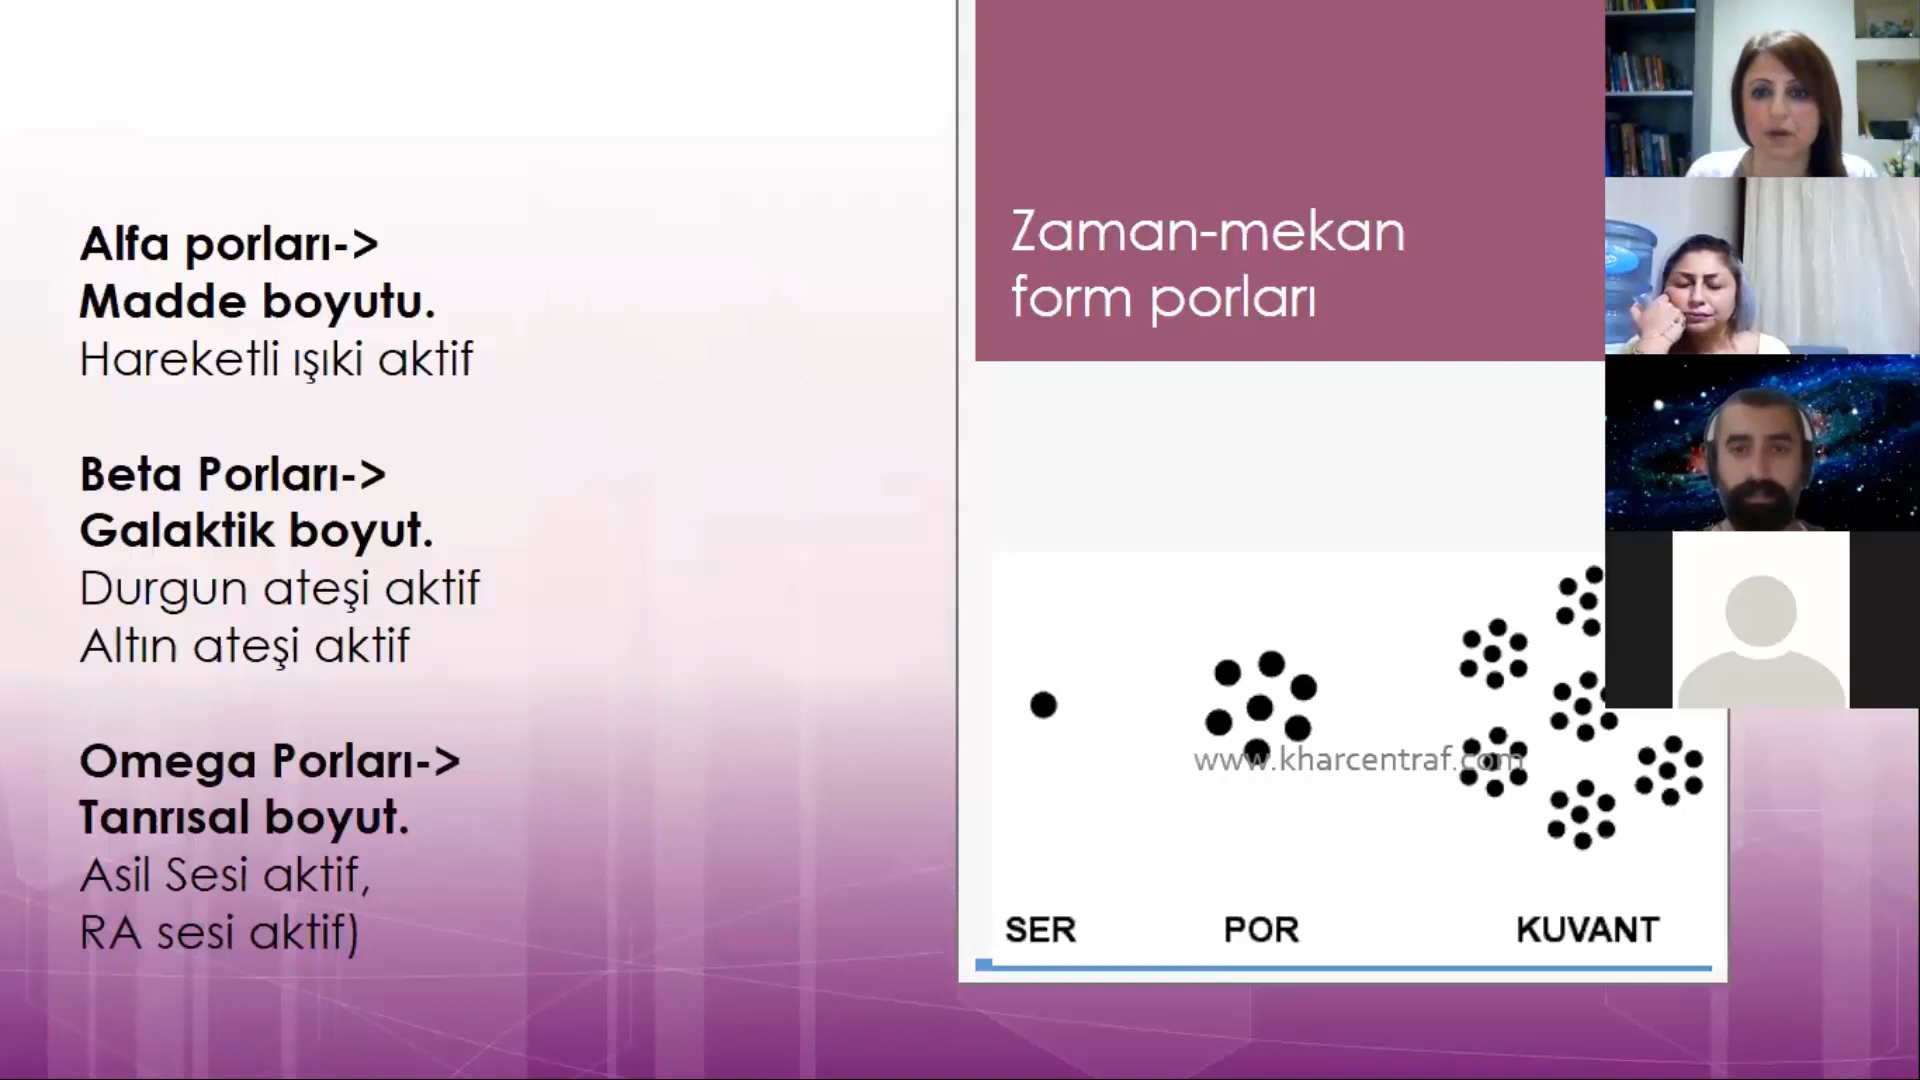 Alfa porları->
Madde boyutu.
Hareketli ışıki aktif
Beta Porları->
Galaktik boyut.
Durgun ateşi aktif
Altın ateşi aktif
Omega Porları->
Tanrısal boyut.
Asil Sesi aktif,
RA sesi aktif)
Zaman-mekan
form porları
www.kharcentraf.com
SER
POR
KUVANT